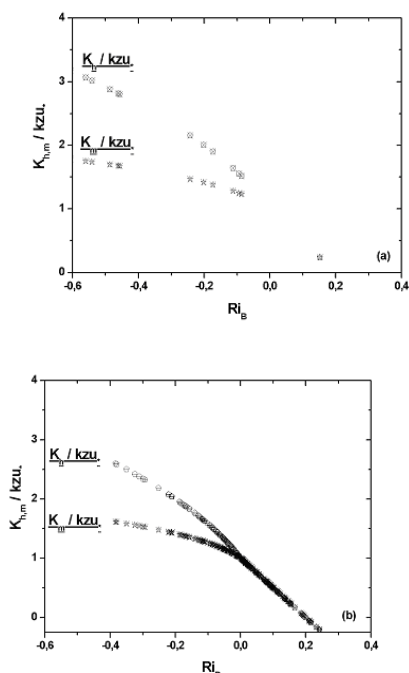 4
K_h / kzu*
3
K_m / kzu*
2
1
0
K_h,m / kzu*
(a)
-0,6 -0,4 -0,2 0,0 0,2 0,4
Ri_B
4
3
K_h / kzu*
2
K_m / kzu*
1
0
K_h,m / kzu*
(b)
-0,6 -0,4 -0,2 0,0 0,2 0,4
Ri_B